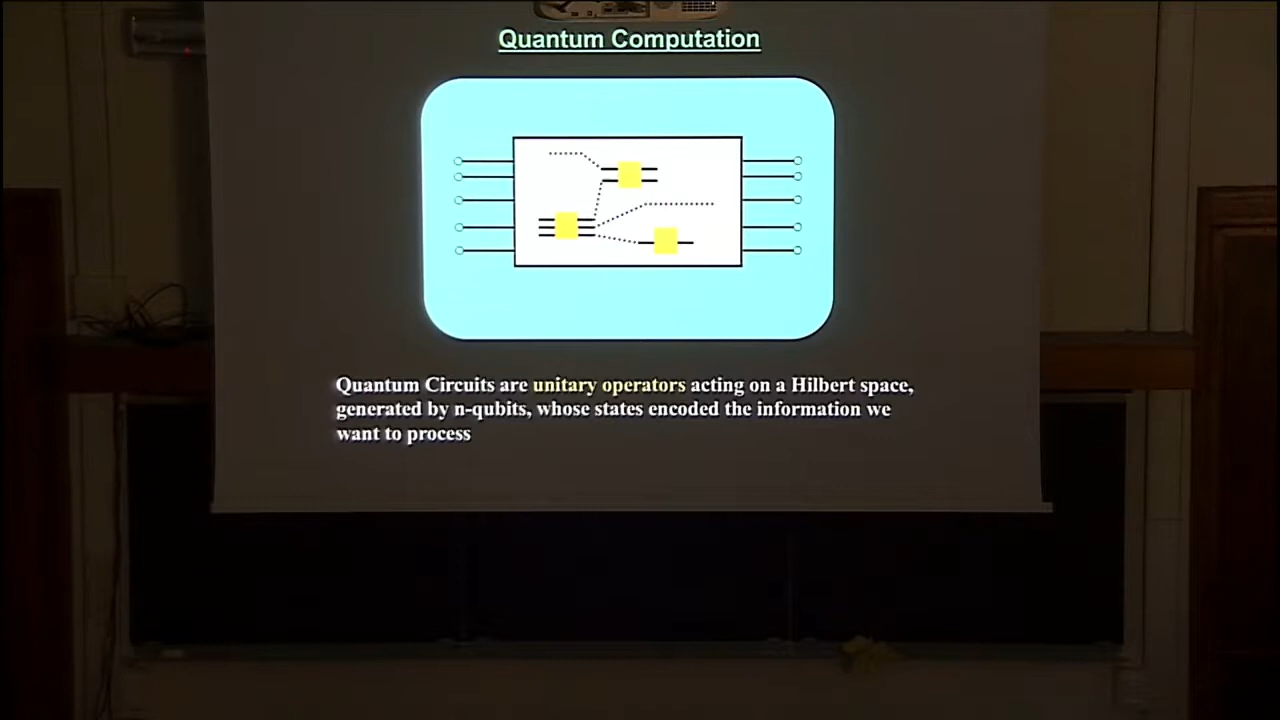 Quantum Computation
Quantum Circuits are unitary operators acting on a Hilbert space,
generated by n-qubits, whose states encoded the information we
want to process